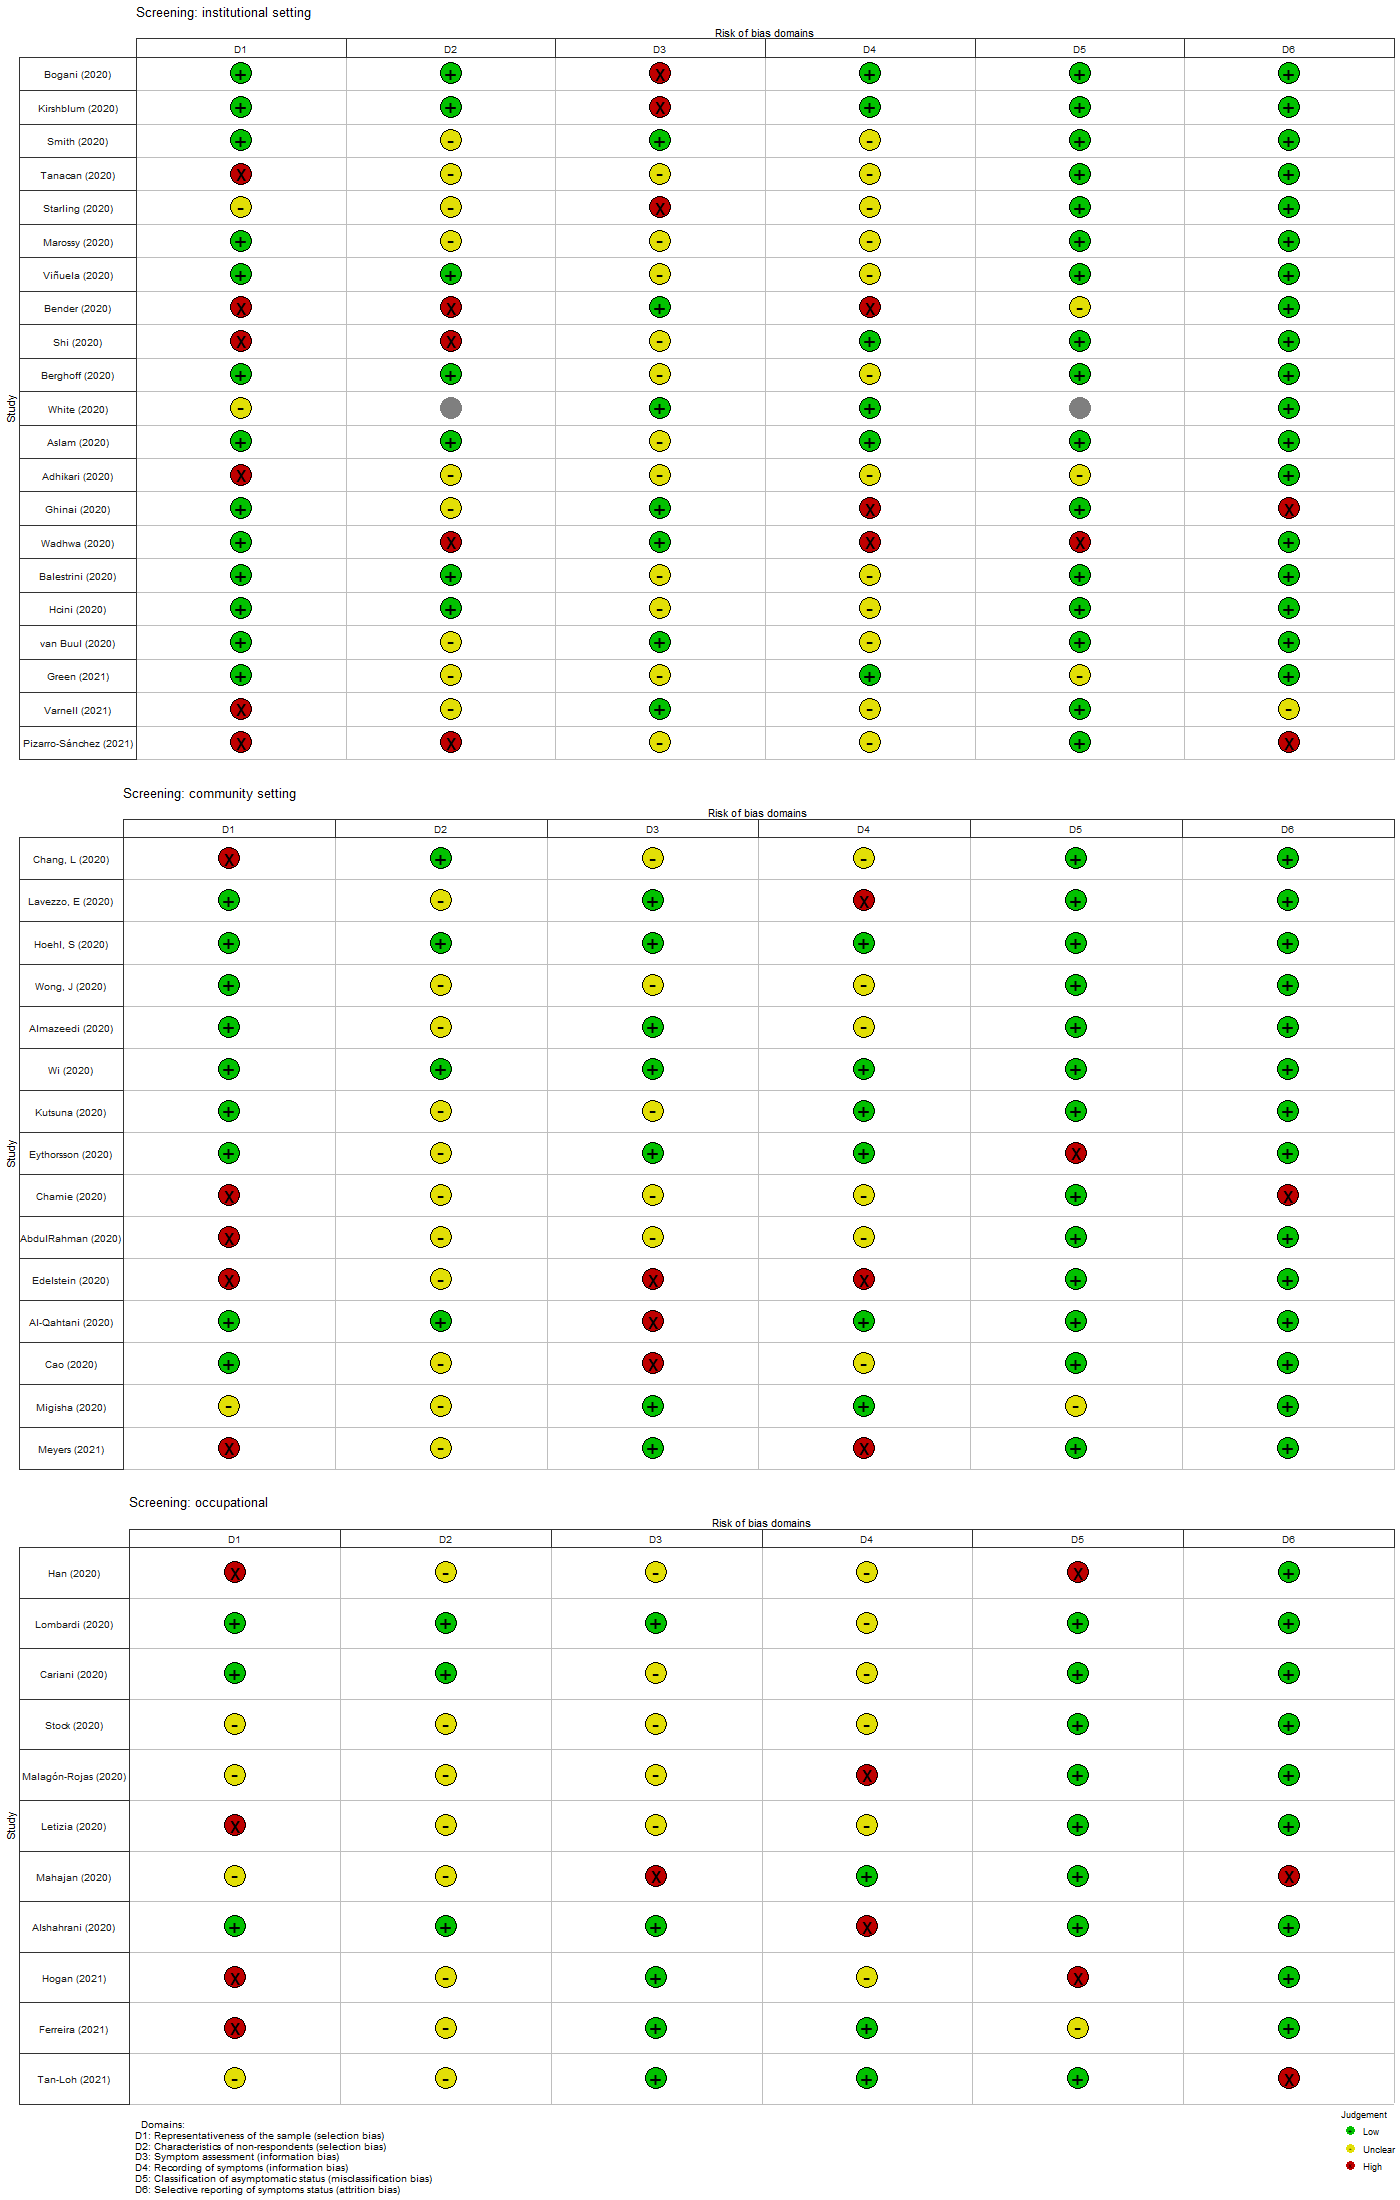 Screening: institutional setting
Risk of bias domains
D1 D2 D3 D4 D5 D6
Study
Bogani (2020) + + X + + +
Kirshblum (2020) + + X + + +
Smith (2020) + - + - + +
Tanacan (2020) X - - - + +
Starling (2020) - - X - + +
Marossy (2020) + - - - + +
Viñuela (2020) + + - - + +
Bender (2020) X X + X - +
Shi (2020) X X - + + +
Berghoff (2020) + + - - + +
White (2020) - + + +
Aslam (2020) + + - + + +
Adhikari (2020) X - - - - +
Ghinai (2020) + - + X + X
Wadhwa (2020) + X + X X +
Balestrini (2020) + + - - + +
Hcini (2020) + + - - + +
van Buul (2020) + - + - + +
Green (2021) + - - + - +
Varnell (2021) X - + - + -
Pizarro-Sánchez (2021) X X - - + X
Screening: community setting
Risk of bias domains
D1 D2 D3 D4 D5 D6
Study
Chang, L (2020) X + - - + +
Lavezzo, E (2020) + - + X + +
Hoehl, S (2020) + + + + + +
Wong, J (2020) + - - - + +
Almazeedi (2020) + - + - + +
Wi (2020) + + + + + +
Kutsuna (2020) + - - + + +
Eythorsson (2020) + - + + X +
Chamie (2020) X - - - + X
AbdulRahman (2020) X - - - + +
Edelstein (2020) X - X X + +
Al-Qahtani (2020) + + X + + +
Cao (2020) + - X - + +
Migisha (2020) - - + + - +
Meyers (2021) X - + X + +
Screening: occupational
Risk of bias domains
D1 D2 D3 D4 D5 D6
Study
Han (2020) X - - - X +
Lombardi (2020) + + + - + +
Cariani (2020) + + - - + +
Stock (2020) - - - - + +
Malagón-Rojas (2020) - - - X + +
Letizia (2020) X - - - + +
Mahajan (2020) - - X + + X
Alshahrani (2020) + + + X + +
Hogan (2021) X - + - X +
Ferreira (2021) X - + + - +
Tan-Loh (2021) - - + + + X
Domains:
D1: Representativeness of the sample (selection bias)
D2: Characteristics of non-respondents (selection bias)
D3: Symptom assessment (information bias)
D4: Recording of symptoms (information bias)
D5: Classification of asymptomatic status (misclassification bias)
D6: Selective reporting of symptoms status (attrition bias)
Judgement
Low
Unclear
High